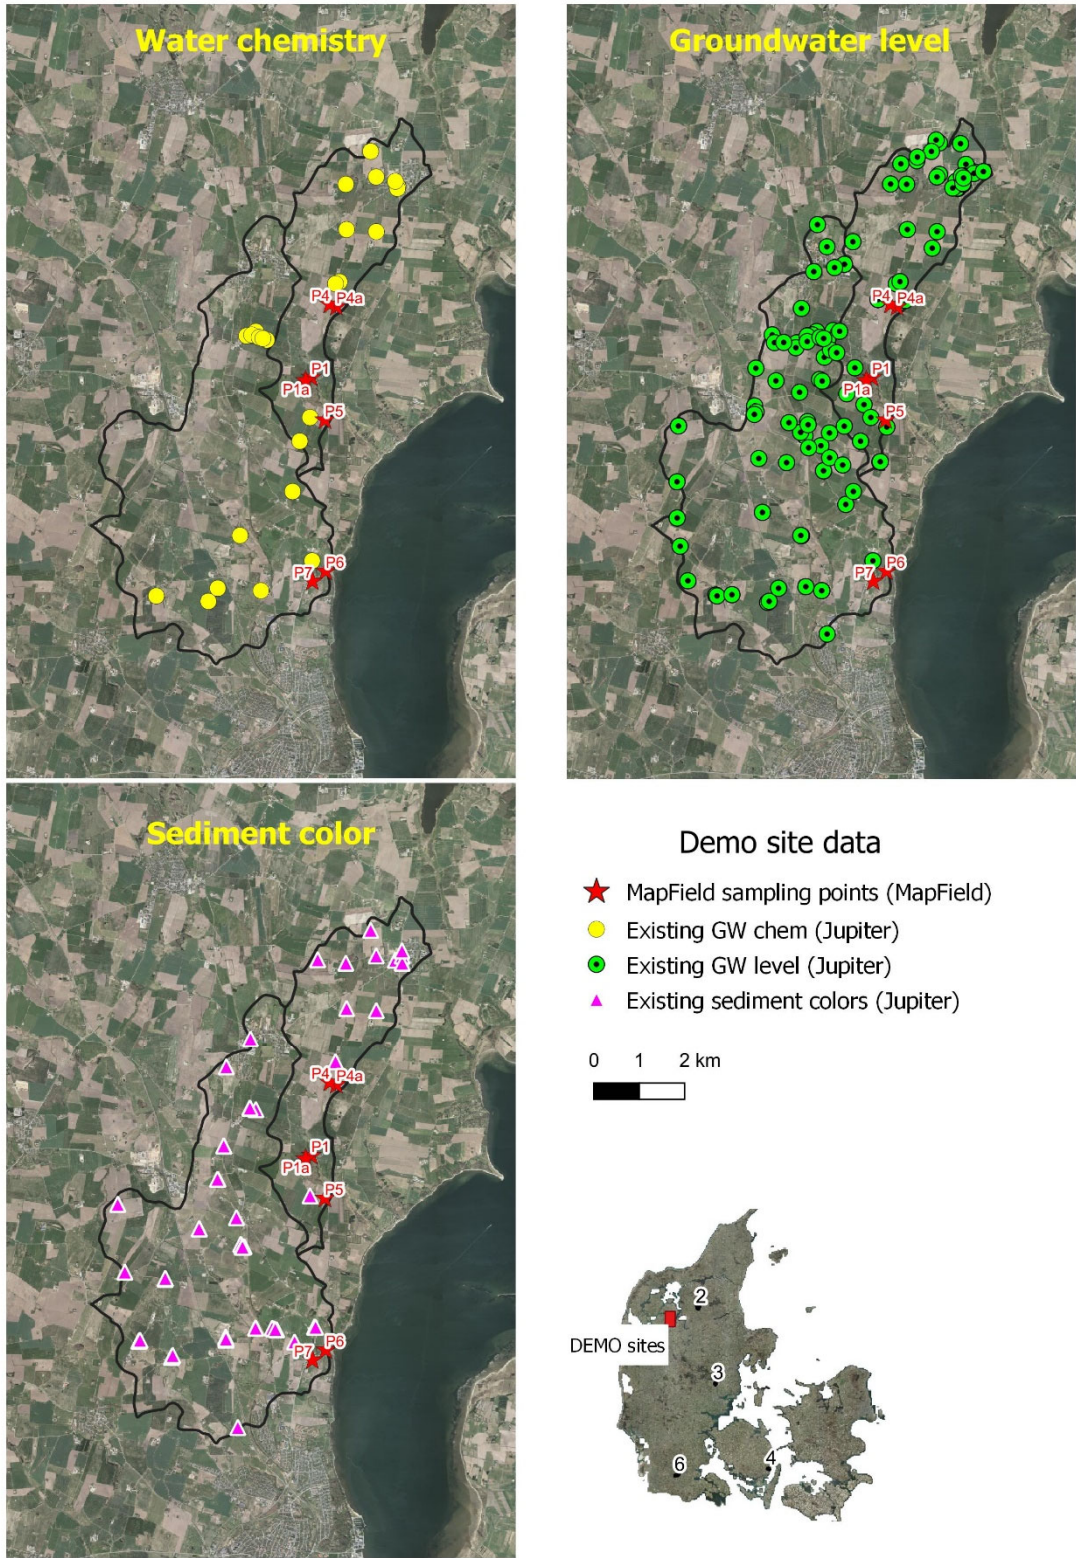 Water chemistry
P4
P4a
P1
P1a
P5
P6
P7
Groundwater level
P4
P4a
P1
P1a
P5
P6
P7
Sediment color
P4
P4a
P1
P1a
P5
P6
P7
Demo site data
MapField sampling points (MapField)
Existing GW chem (Jupiter)
Existing GW level (Jupiter)
Existing sediment colors (Jupiter)
0 1 2 km
2
DEMO sites
3
4
6